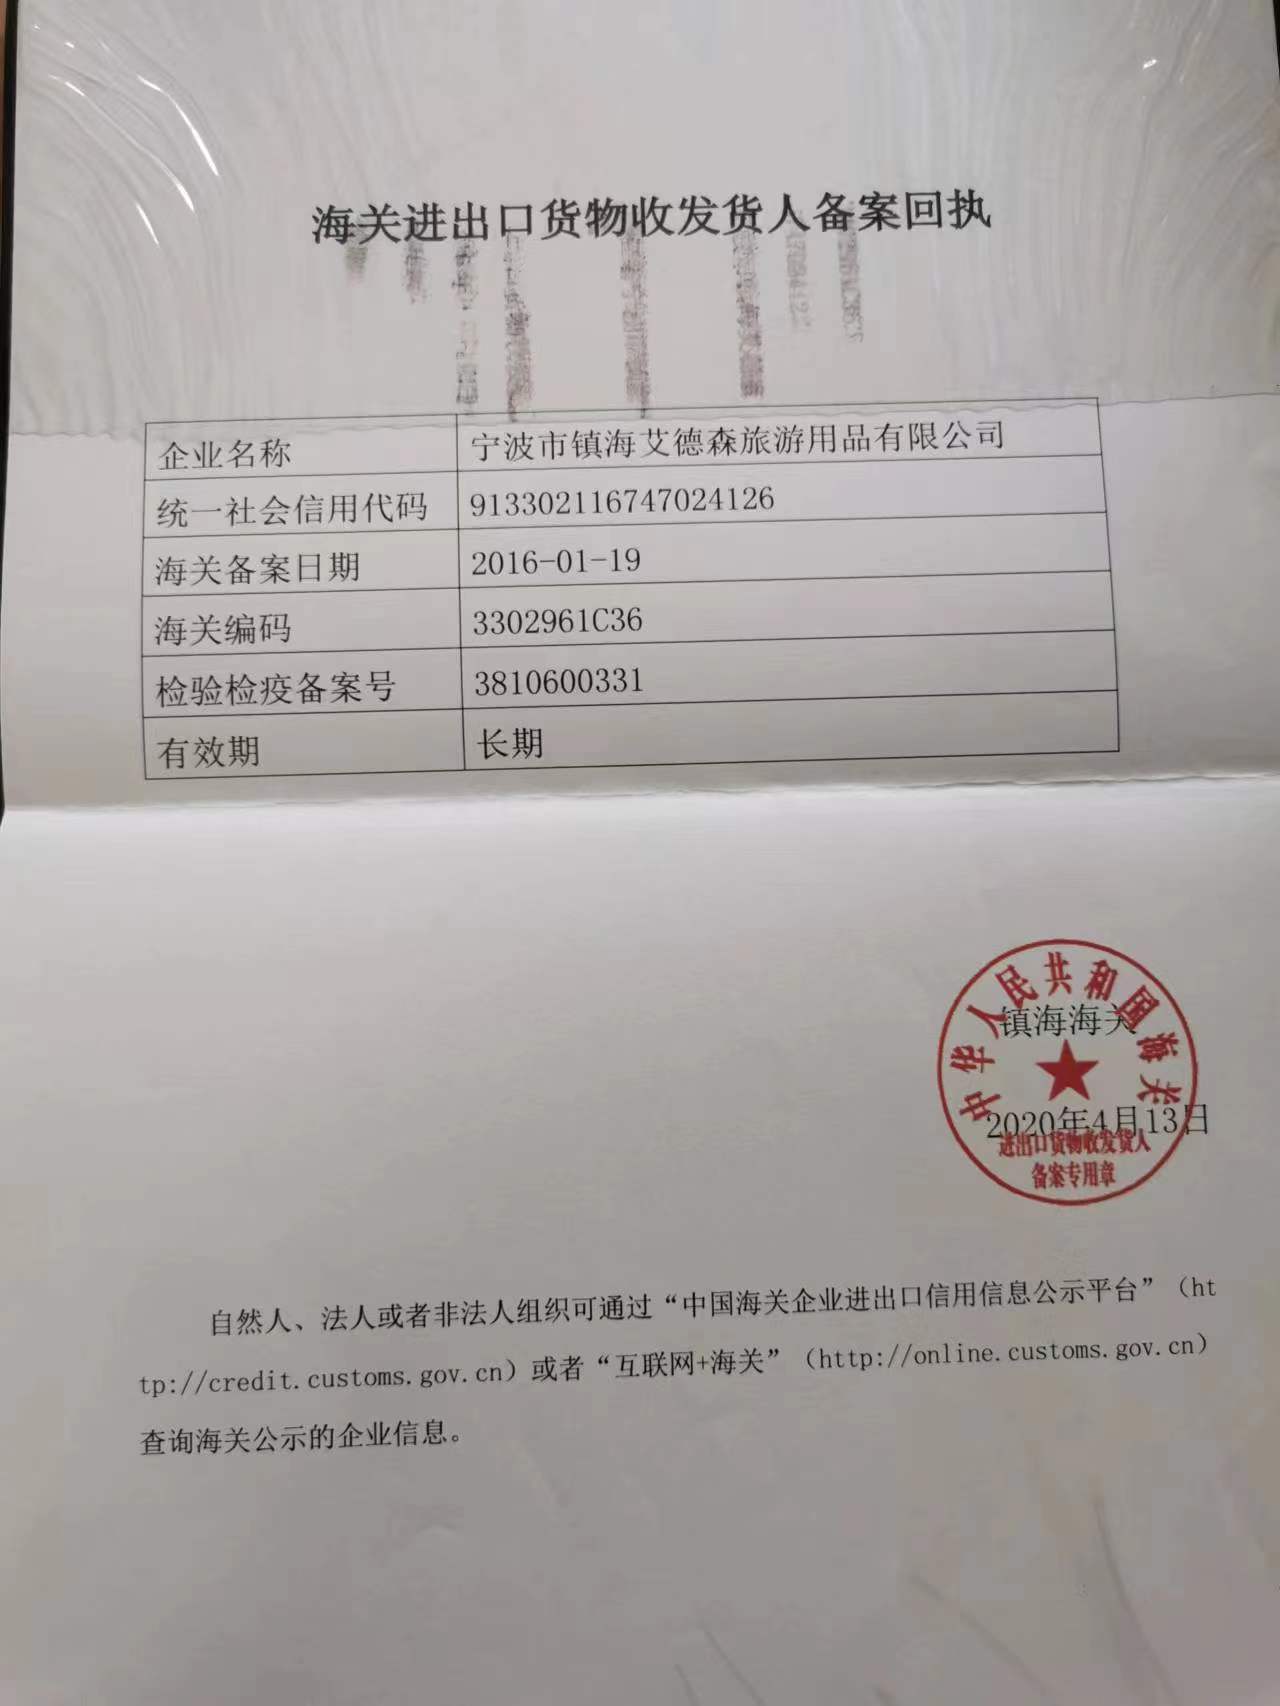 海关进出口货物收发货人备案回执
企业名称 宁波市镇海艾德森旅游用品有限公司
统一社会信用代码 913302116747024126
海关备案日期 2016-01-19
海关编码 3302961C36
检验检疫备案号 3810600331
有效期 长期
中华人民共和国海关
镇海海关
2020年4月13日
进出口货物收发货人
备案专用章
自然人、法人或者非法人组织可通过“中国海关企业进出口信用信息公示平台”（ht
tp://credit.customs.gov.cn）或者“互联网+海关”（http://online.customs.gov.cn）
查询海关公示的企业信息。